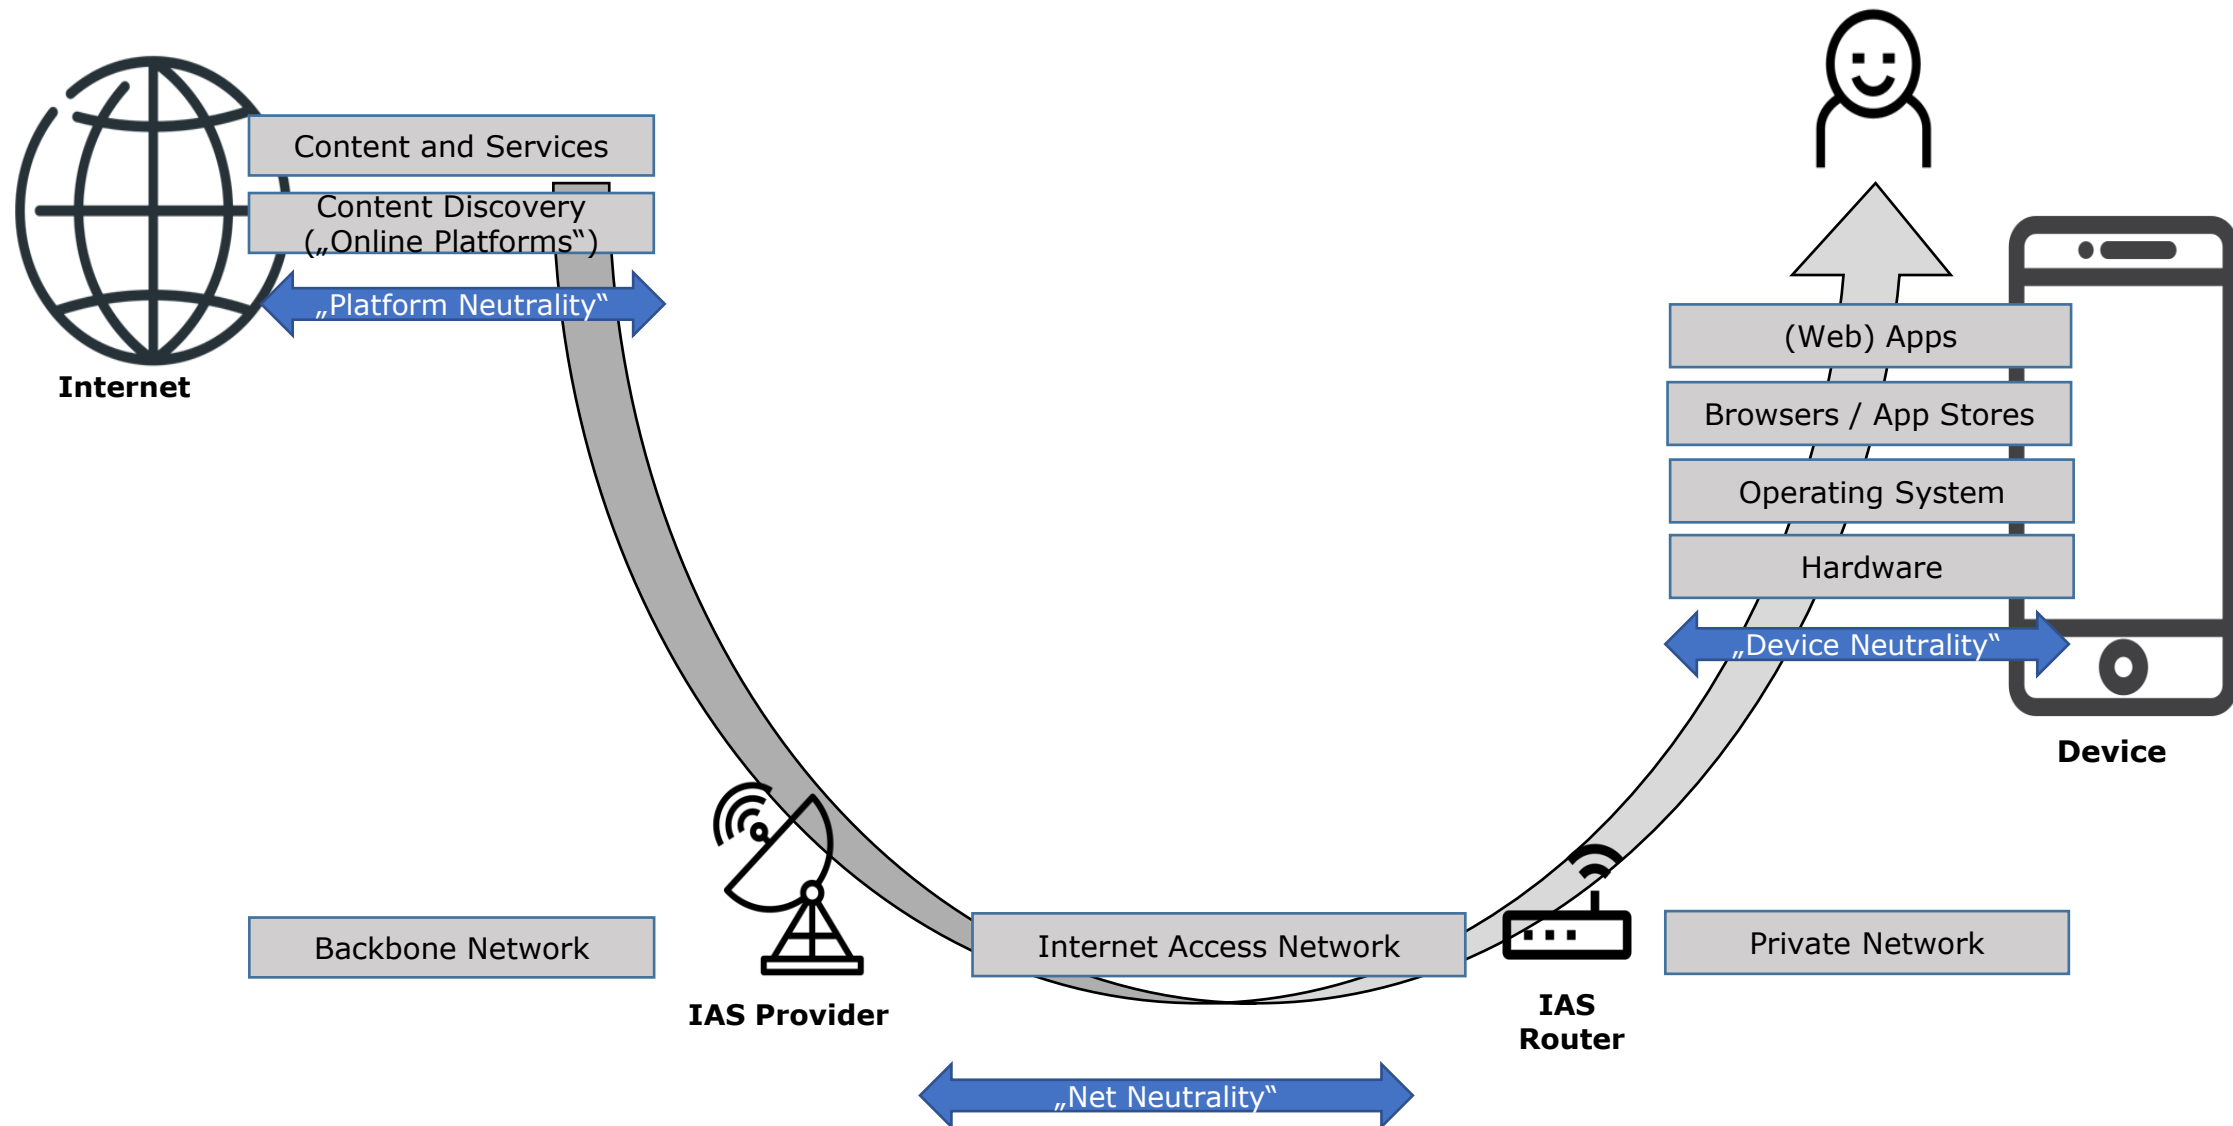 Content and Services
Content Discovery
(„Online Platforms“)
„Platform Neutrality“
Internet
(Web) Apps
Browsers / App Stores
Operating System
Hardware
„Device Neutrality“
Device
Backbone Network
IAS Provider
Internet Access Network
IAS
Router
Private Network
„Net Neutrality“